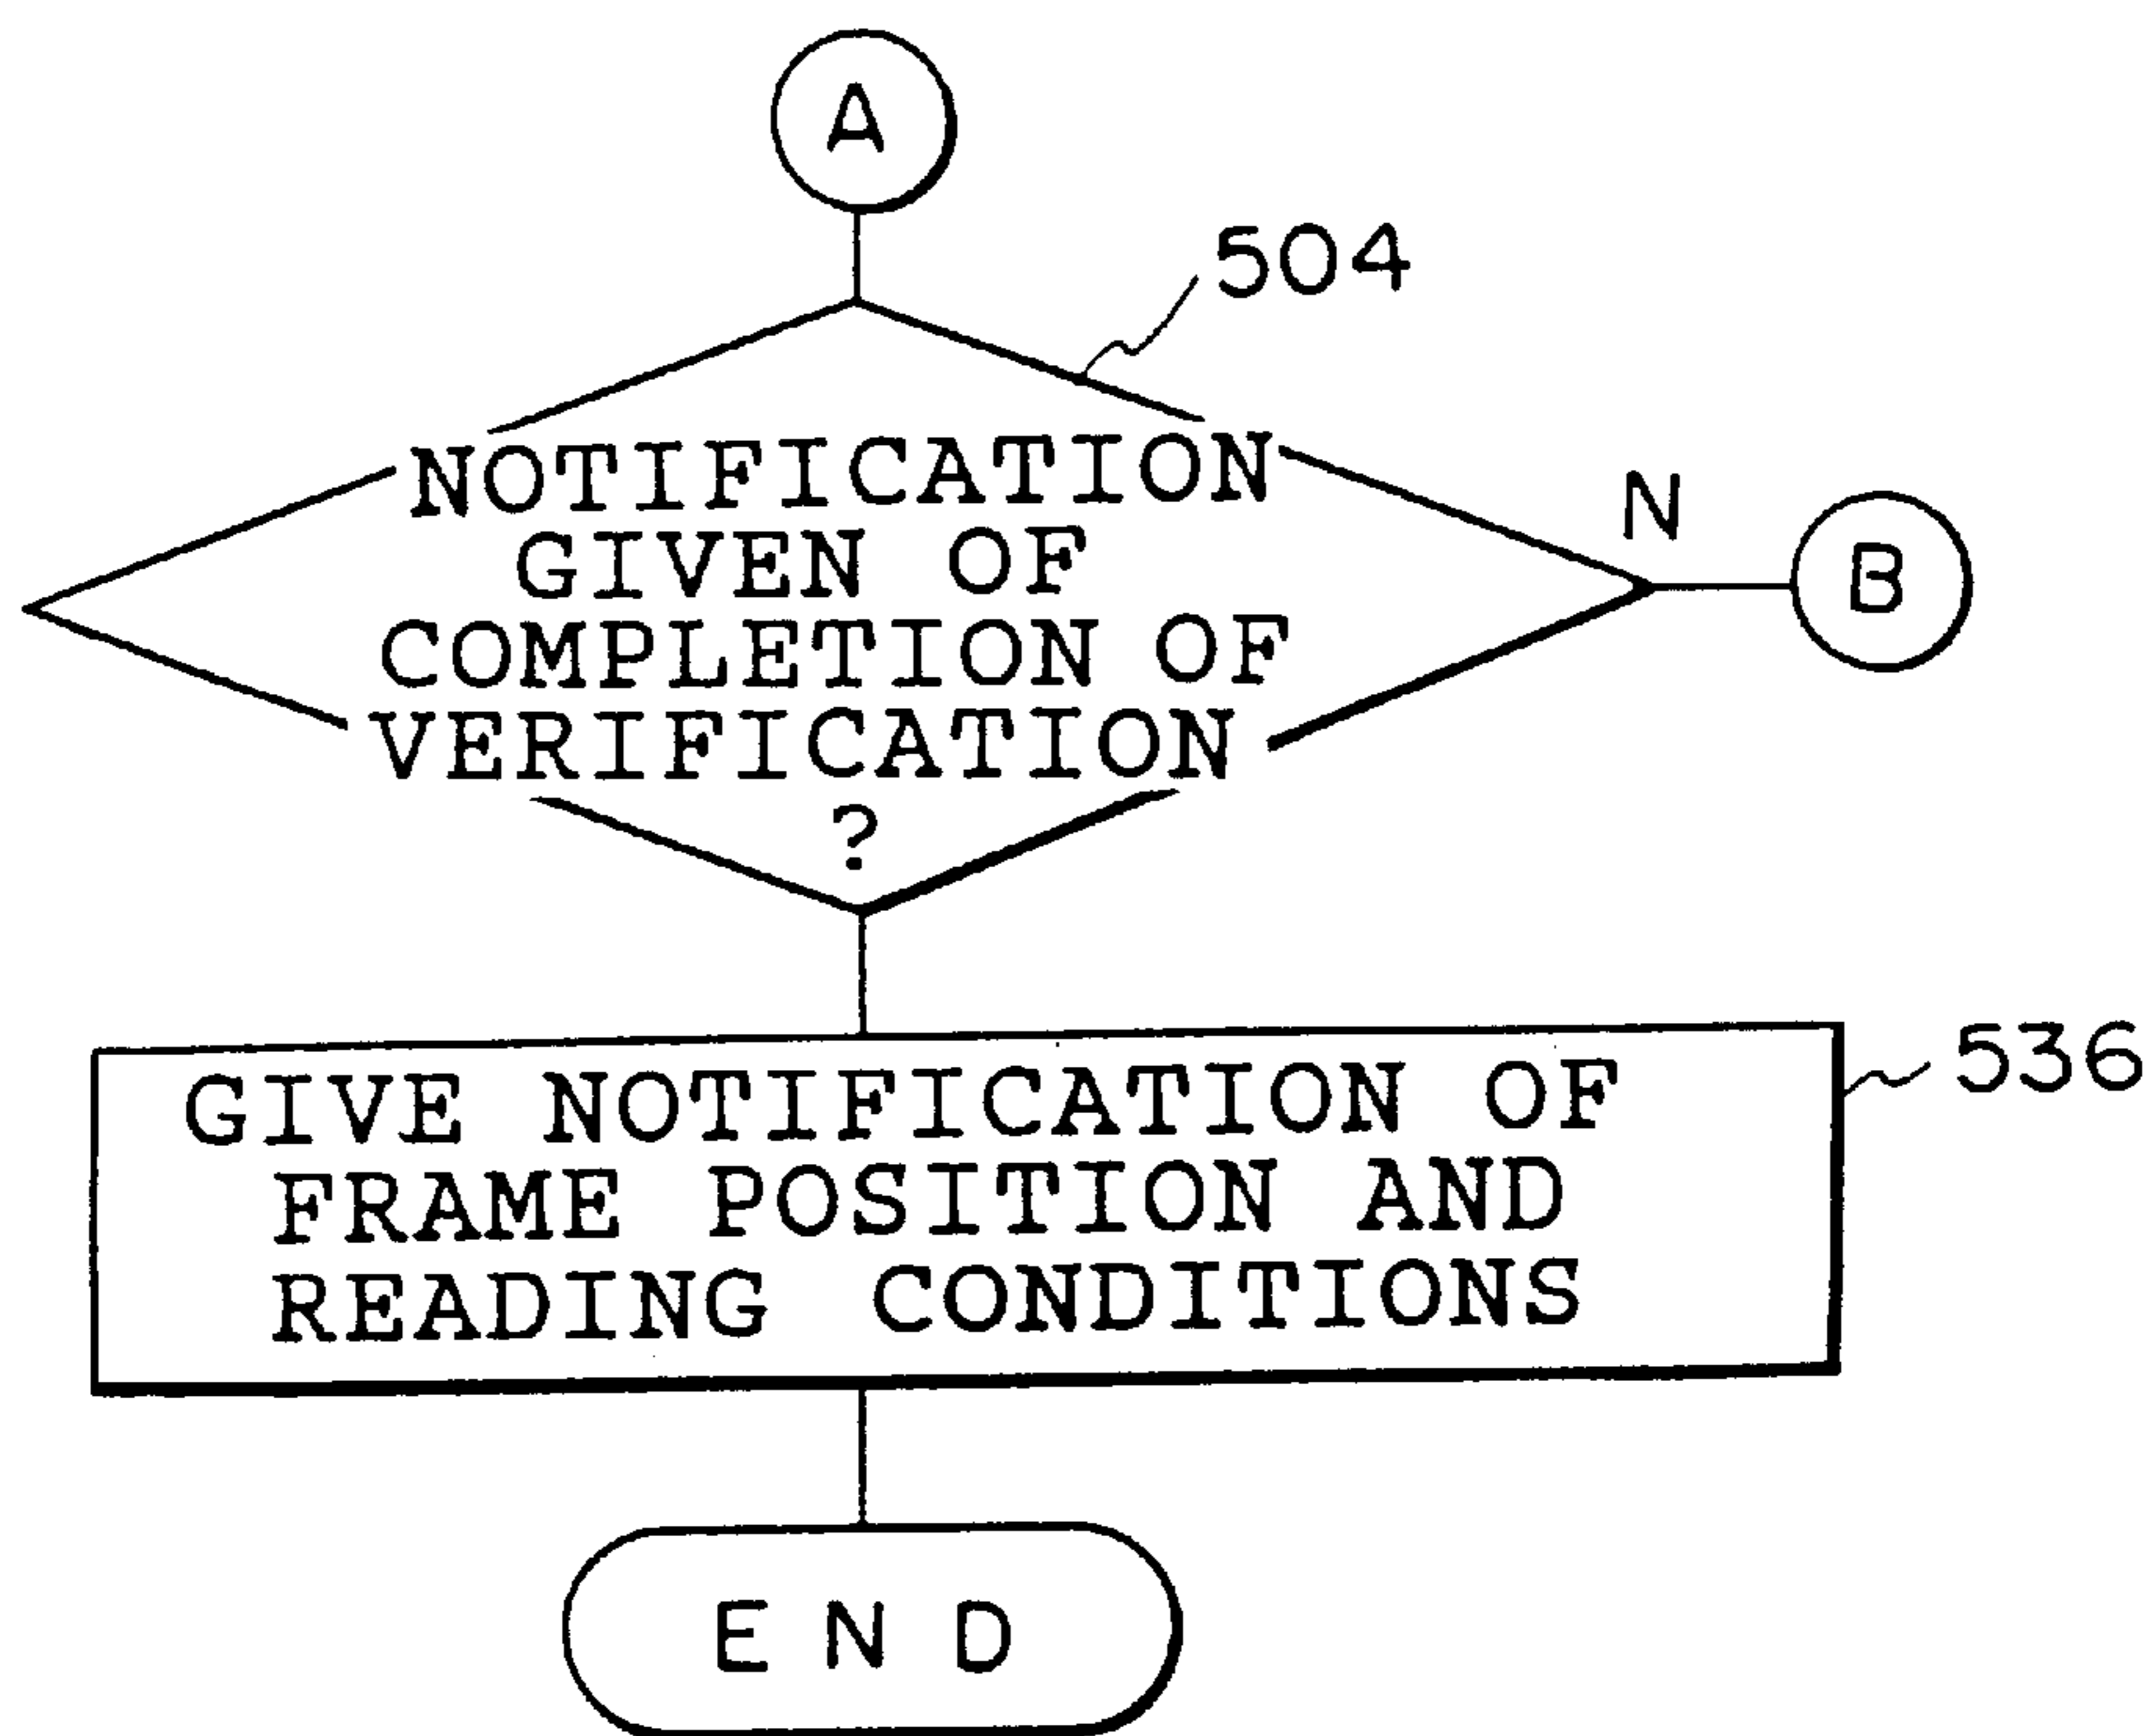 A
504
NOTIFICATION
GIVEN OF
COMPLETION OF
VERIFICATION
?
N
B
536
GIVE NOTIFICATION OF
FRAME POSITION AND
READING CONDITIONS
END